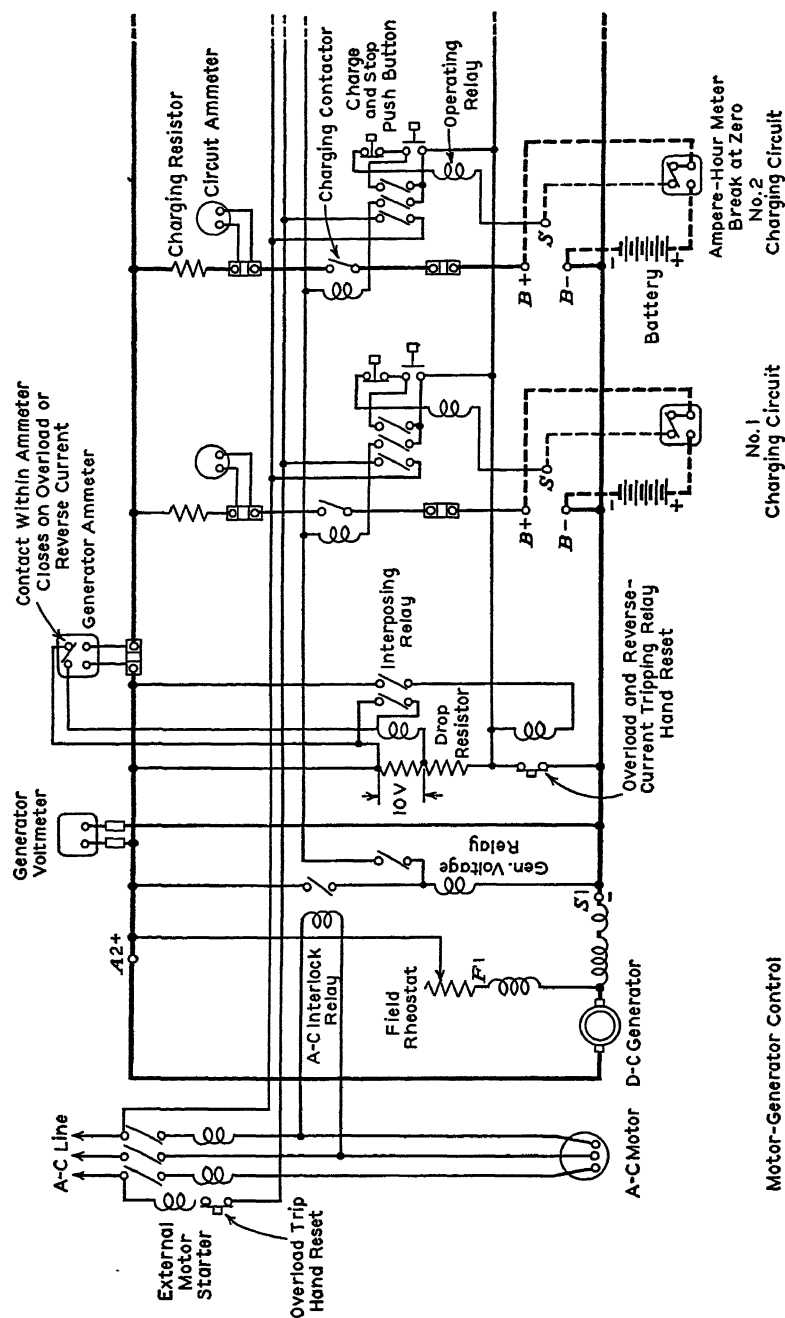 A-C Line
External
Motor
Starter
Overload Trip
Hand Reset
A-C Motor
D-C Generator
A2+
A-C Interlock
Relay
Field
Rheostat
F1
S1
-
Generator
Voltmeter
Gen. Voltage
Relay
10V
Drop
Resistor
Interposing
Relay
Overload and Reverse-
Current Tripping Relay
Hand Reset
Contact Within Ammeter
Closes on Overload or
Reverse Current
Generator Ammeter
B+
B-
S
-
+
Charging Resistor
Circuit Ammeter
Charging Contactor
Charge
and Stop
Push Button
Operating
Relay
B+
B-
S
-
+
Battery
Ampere-Hour Meter
Break at Zero
No.2
Charging Circuit
No.1
Charging Circuit
Motor-Generator Control